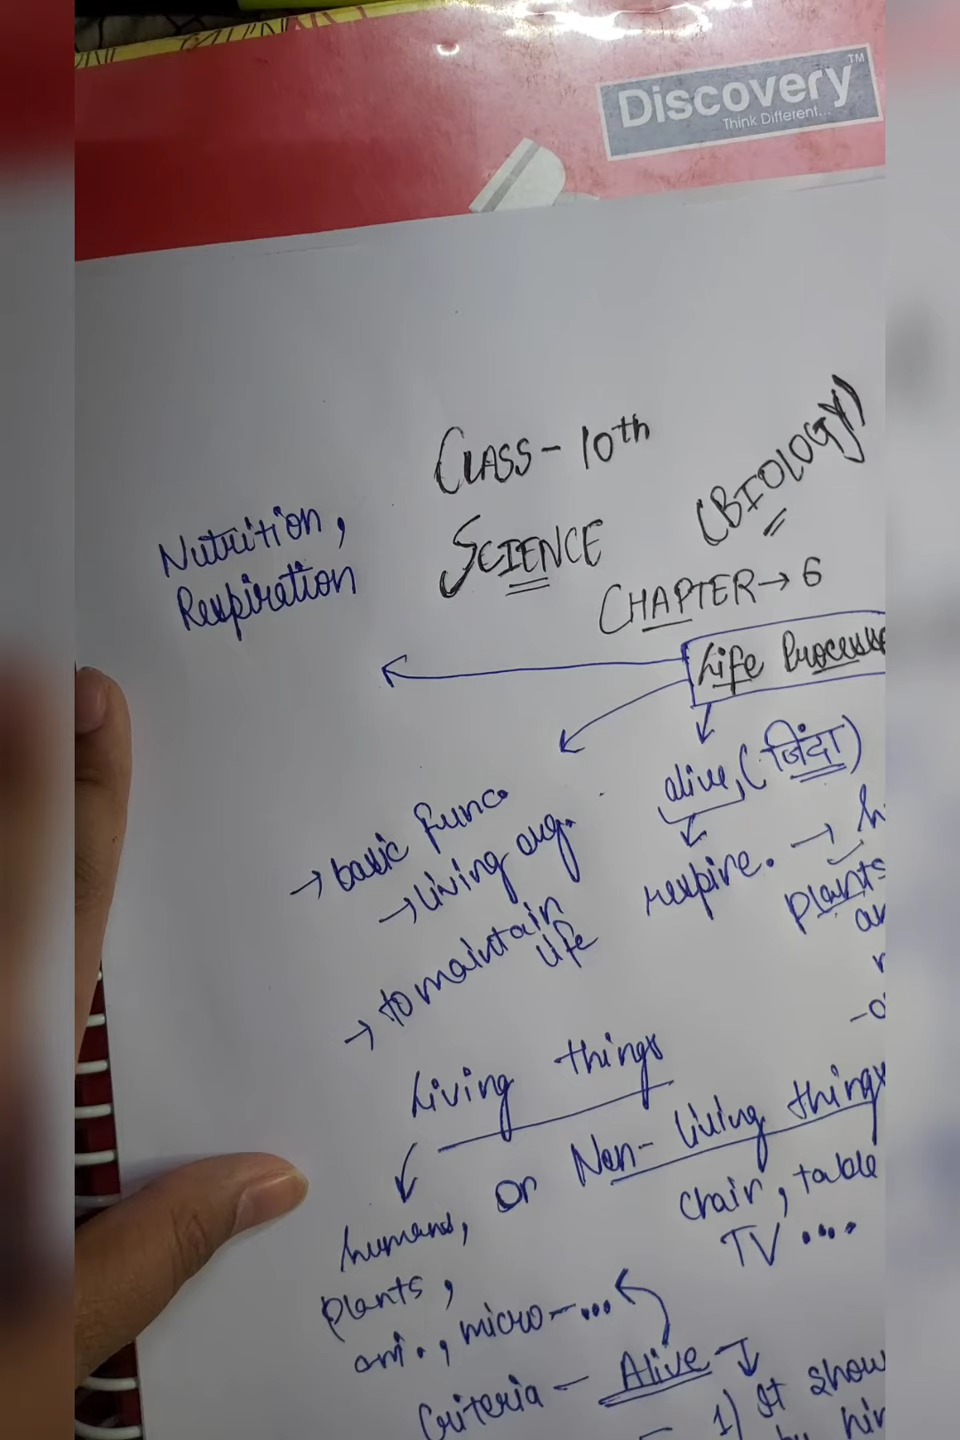 Discovery™
Think Different...
CLASS - 10th
SCIENCE (BIOLOGY)
Nutrition,
Respiration
CHAPTER → 6
Life Processe
alive, (जिंदा)
→ basic func.
→ living org.
→ to maintain
life
respire. → h
plants
Living things
or Non-living things
humans,
plants,
ani., micro-...
chair, table
TV ....
Criteria - Alive
1) It show